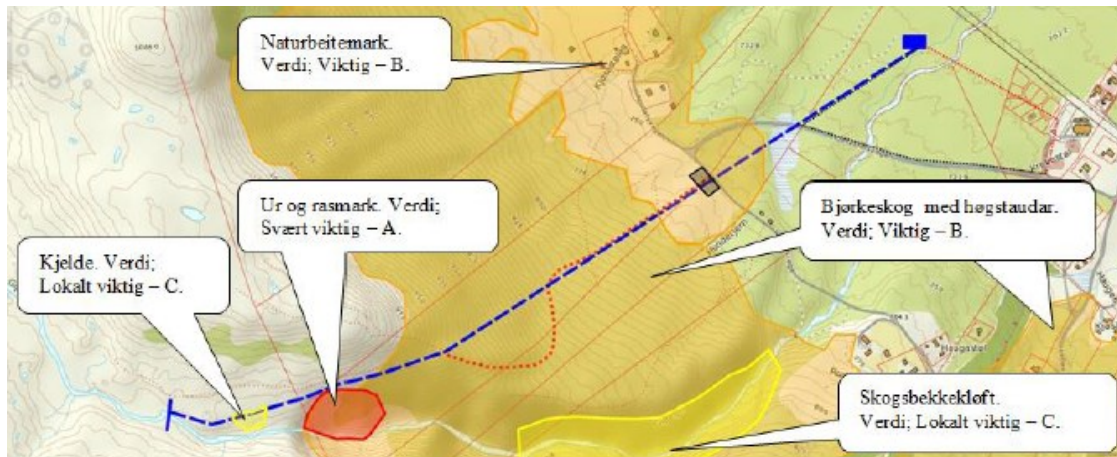 Naturbeitemark.
Verdi; Viktig – B.
Ur og rasmark. Verdi;
Svært viktig – A.
Bjørkeskog med høgstaudar.
Verdi; Viktig – B.
Kjelde. Verdi;
Lokalt viktig – C.
Haugastøl
Skogsbekkekløft.
Verdi; Lokalt viktig – C.